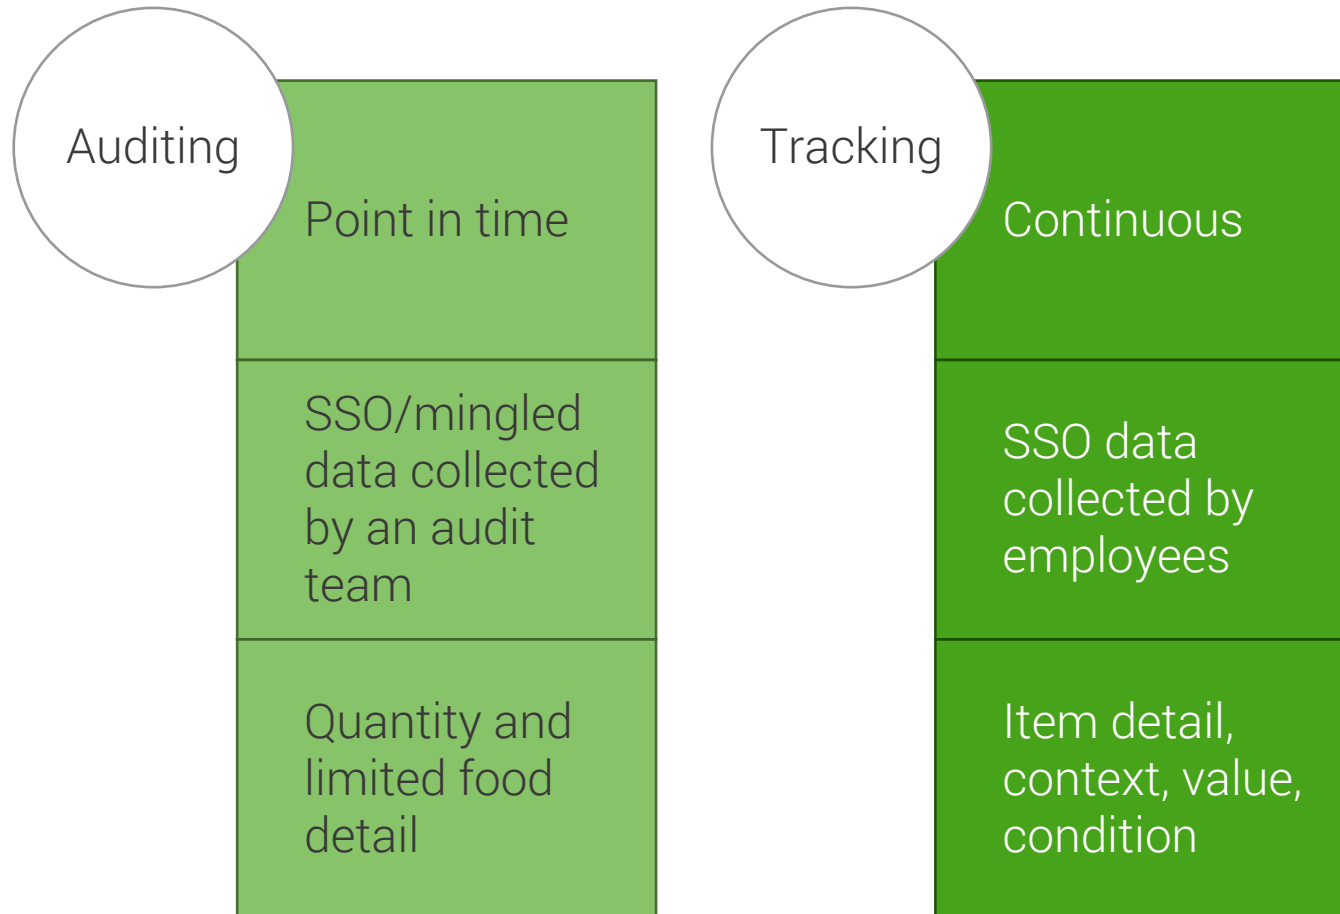 Auditing
Point in time
SSO/mingled
data collected
by an audit
team
Quantity and
limited food
detail
Tracking
Continuous
SSO data
collected by
employees
Item detail,
context, value,
condition